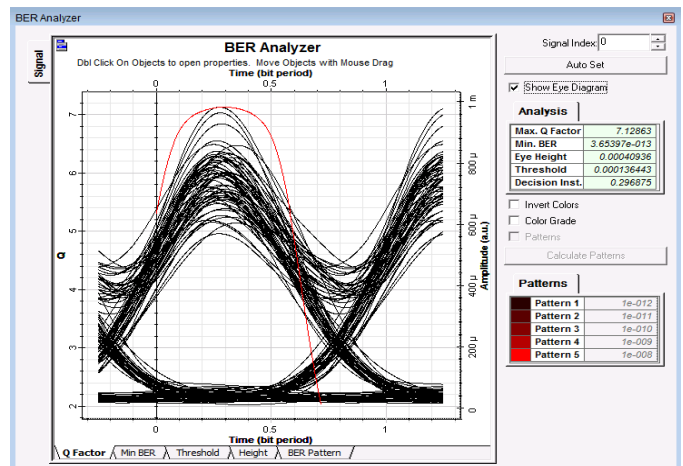 BER Analyzer
Signal
BER Analyzer
Dbl Click On Objects to open properties. Move Objects with Mouse Drag
Time (bit period)
0 0.5 1
Q
7
6
5
4
3
2
1 m
800 µ
600 µ
400 µ
200 µ
0
Amplitude (a.u.)
0 0.5 1
Time (bit period)
Q Factor Min BER Threshold Height BER Pattern
Signal Index: 0
Auto Set
Show Eye Diagram
Analysis
Max. Q Factor 7.12863
Min. BER 3.65397e-013
Eye Height 0.00040936
Threshold 0.000136443
Decision Inst. 0.296875
Invert Colors
Color Grade
Patterns
Calculate Patterns
Patterns
Pattern 1 1e-012
Pattern 2 1e-011
Pattern 3 1e-010
Pattern 4 1e-009
Pattern 5 1e-008